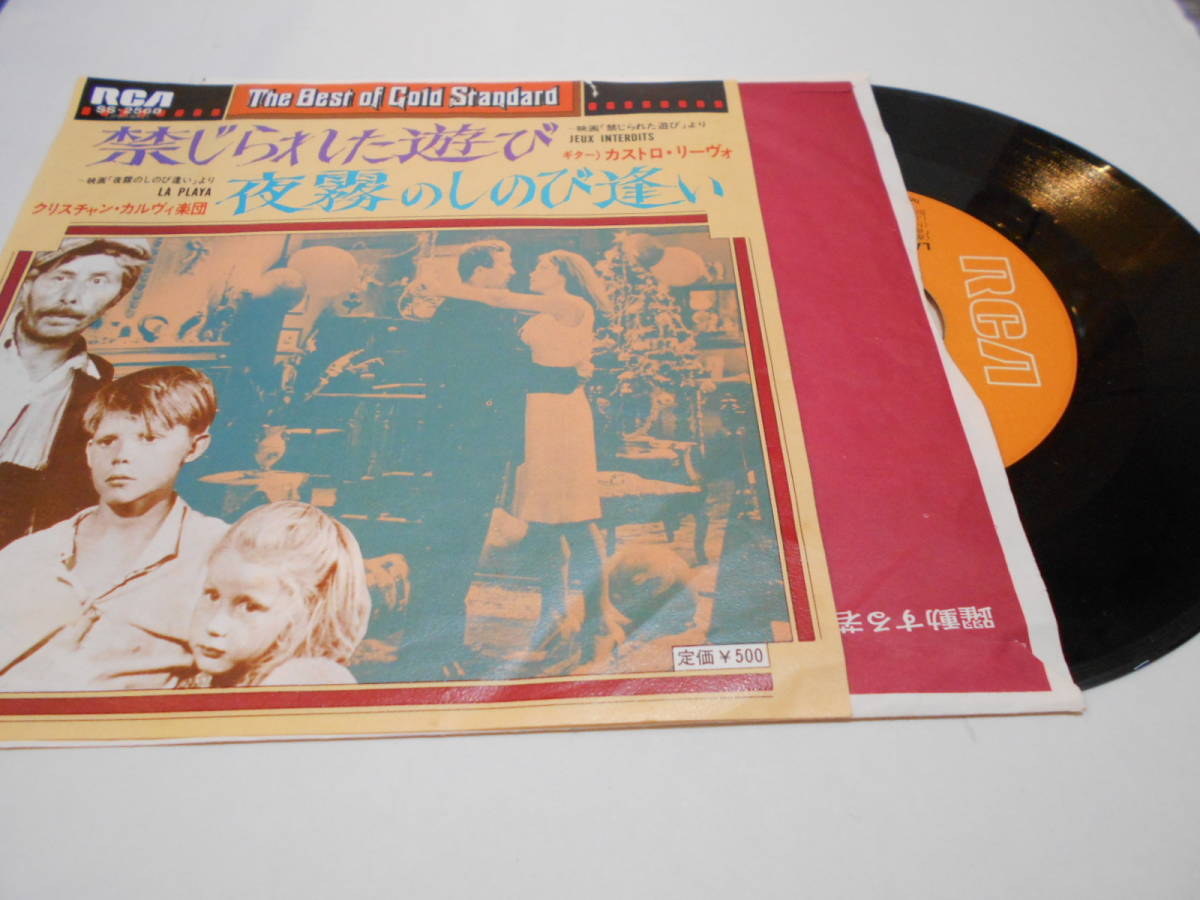 RCA
SS-2568
The Best of Gold Standard
禁じられた遊び
~映画「禁じられた遊び」より
JEUX INTERDITS
ギター) カストロ・リーヴォ
~映画「夜霧のしのび逢い」より
LA PLAYA
クリスチャン・カルヴィ楽団
夜霧のしのび逢い
定価¥500
RCA
躍動する若